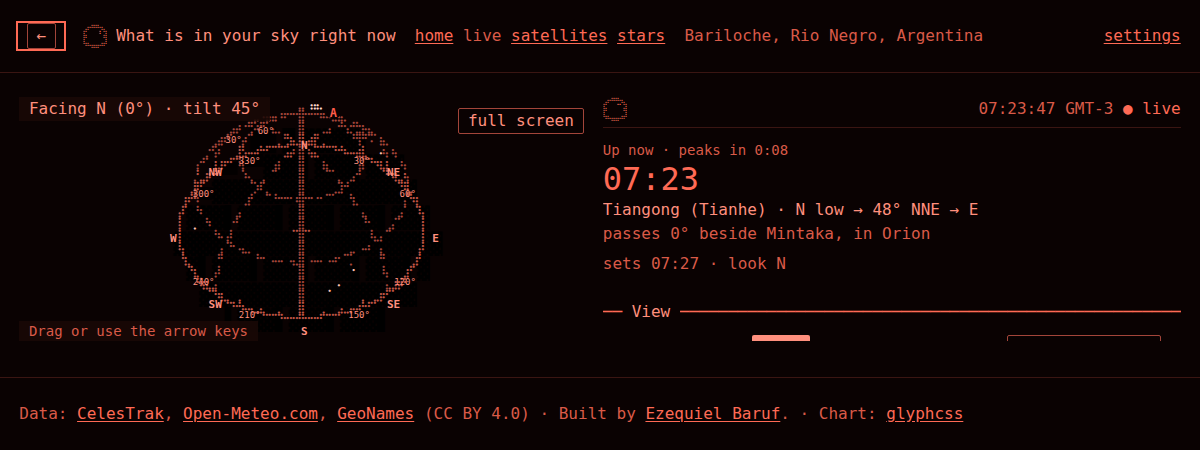 ← What is in your sky right now home live satellites stars Bariloche, Rio Negro, Argentina settings
Facing N (0°) · tilt 45°
full screen
A
60°
30°
N
330°
30°
NW
NE
300°
60°
W
E
240°
120°
SW
SE
210°
150°
S
Drag or use the arrow keys
07:23:47 GMT-3 ● live
Up now · peaks in 0:08
07:23
Tiangong (Tianhe) · N low → 48° NNE → E
passes 0° beside Mintaka, in Orion
sets 07:27 · look N
View
Data: CelesTrak, Open-Meteo.com, GeoNames (CC BY 4.0) · Built by Ezequiel Baruf. · Chart: glyphcss